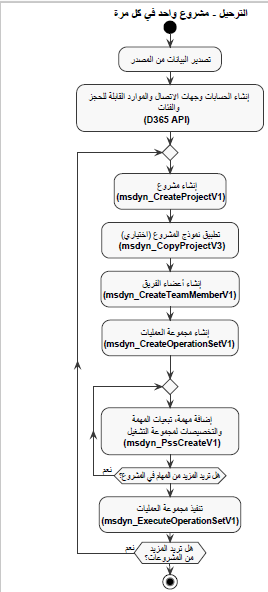 الترحيل - مشروع واحد في كل مرة
تصدير البيانات من المصدر
إنشاء الحسابات وجهات الاتصال والموارد القابلة للحجز
والفئات
(D365 API)
إنشاء مشروع
(msdyn_CreateProjectV1)
تطبيق نموذج المشروع (اختياري)
(msdyn_CopyProjectV3)
إنشاء أعضاء الفريق
(msdyn_CreateTeamMemberV1)
إنشاء مجموعة العمليات
(msdyn_CreateOperationSetV1)
إضافة مهمة، تبعيات المهمة
والتخصيصات لمجموعة التشغيل
(msdyn_PssCreateV1)
نعم
هل تريد المزيد من المهام في المشروع؟
تنفيذ مجموعة العمليات
(msdyn_ExecuteOperationSetV1)
نعم
هل تريد المزيد
من المشروعات؟